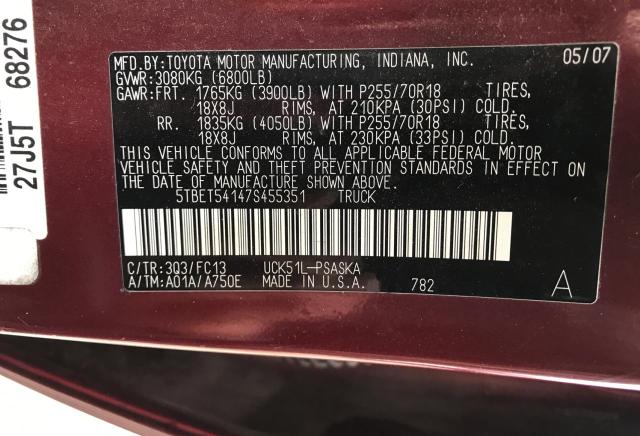 68276
27J5T
MFD.BY: TOYOTA MOTOR MANUFACTURING, INDIANA, INC. 05/07
GVWR: 3080KG (6800LB)
GAWR: FRT. 1765KG (3900LB) WITH P255/70R18 TIRES,
18X8J RIMS, AT 210KPA (30PSI) COLD.
RR. 1835KG (4050LB) WITH P255/70R18 TIRES,
18X8J RIMS, AT 230KPA (33PSI) COLD.
THIS VEHICLE CONFORMS TO ALL APPLICABLE FEDERAL MOTOR
VEHICLE SAFETY AND THEFT PREVENTION STANDARDS IN EFFECT ON
THE DATE OF MANUFACTURE SHOWN ABOVE.
5TBET54147S455351 TRUCK
C/TR: 3Q3/FC13 UCK51L-PSASKA
A/TM: A01A/A750E MADE IN U.S.A. 782 A